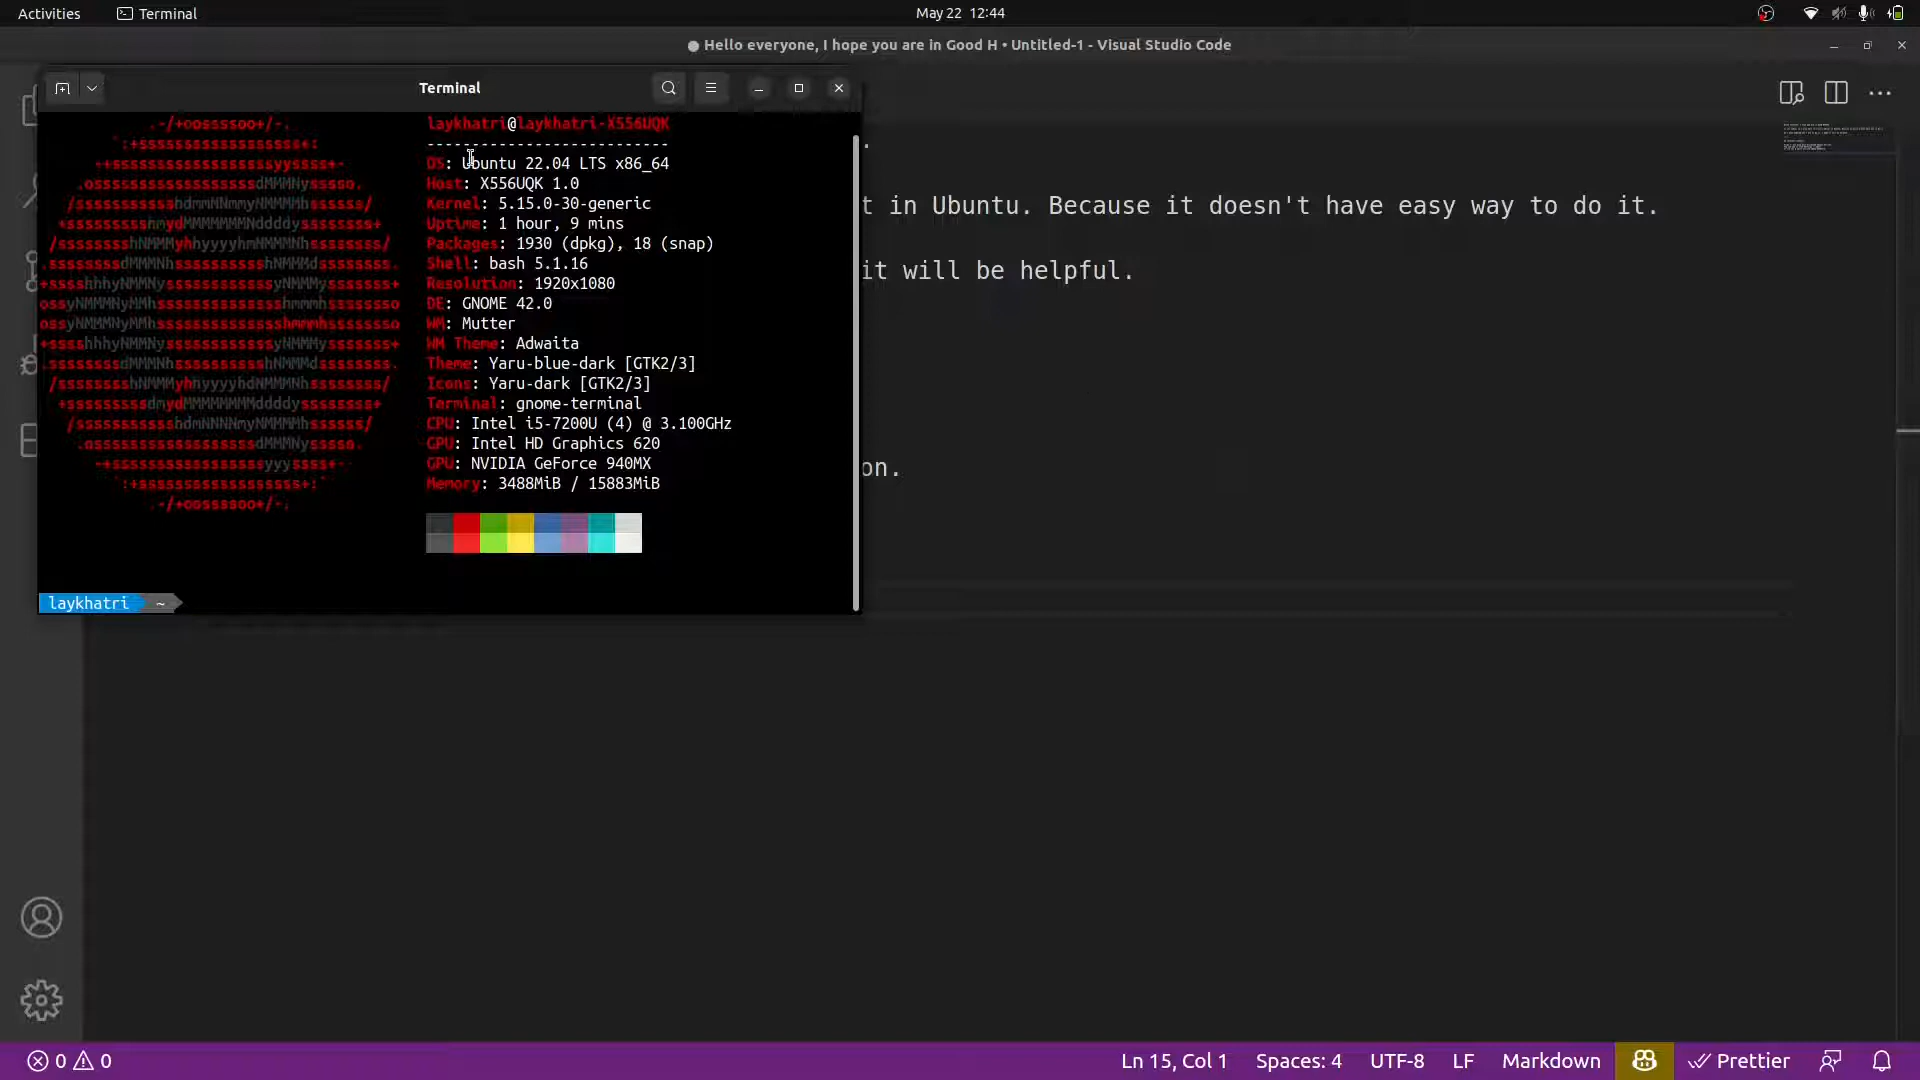 Activities
Terminal
May 22 12:44
● Hello everyone, I hope you are in Good H • Untitled-1 - Visual Studio Code
Terminal
laykhatri@laykhatri-X556UQK
--------------------------
OS: Ubuntu 22.04 LTS x86_64
Host: X556UQK 1.0
Kernel: 5.15.0-30-generic
Uptime: 1 hour, 9 mins
Packages: 1930 (dpkg), 18 (snap)
Shell: bash 5.1.16
Resolution: 1920x1080
DE: GNOME 42.0
WM: Mutter
WM Theme: Adwaita
Theme: Yaru-blue-dark [GTK2/3]
Icons: Yaru-dark [GTK2/3]
Terminal: gnome-terminal
CPU: Intel i5-7200U (4) @ 3.100GHz
GPU: Intel HD Graphics 620
GPU: NVIDIA GeForce 940MX
Memory: 3488MiB / 15883MiB
laykhatri ~
.
t in Ubuntu. Because it doesn't have easy way to do it.
it will be helpful.
on.
0 0
Ln 15, Col 1
Spaces: 4
UTF-8
LF
Markdown
Prettier